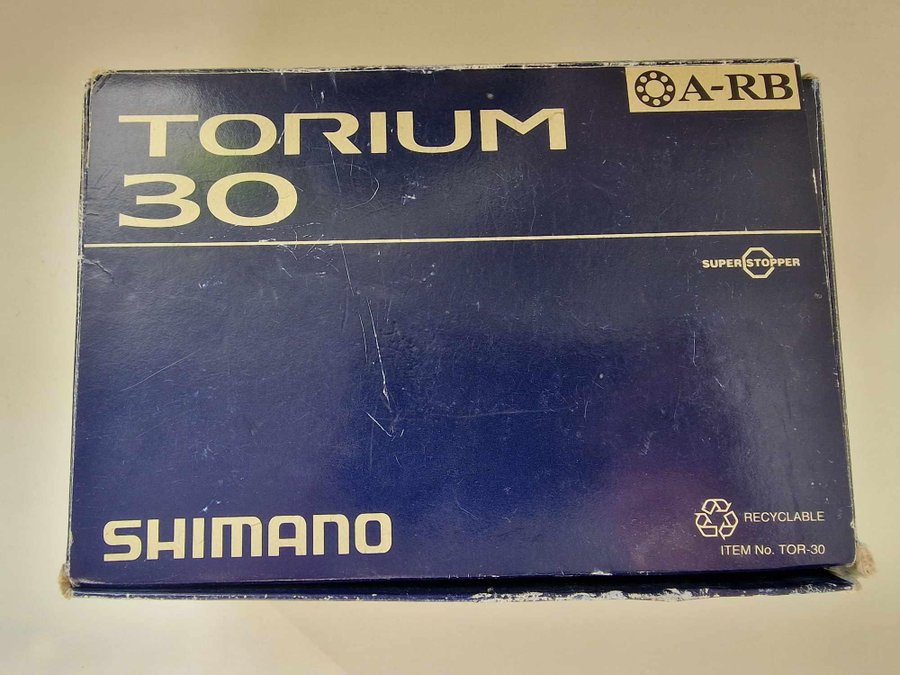 A-RB
TORIUM
30
SUPER STOPPER
SHIMANO
RECYCLABLE
ITEM No. TOR-30